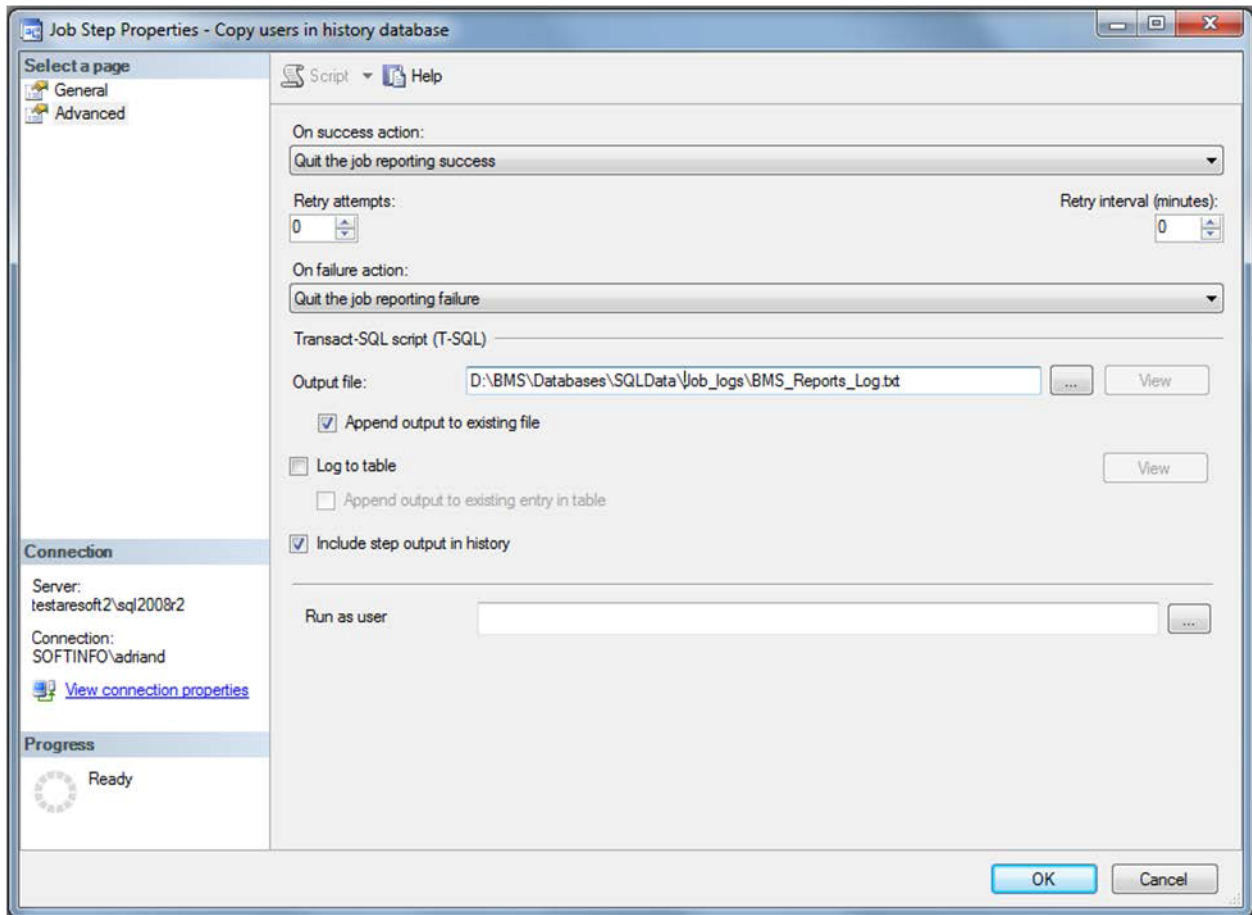 Job Step Properties - Copy users in history database
Select a page
General
Advanced
Script
Help
On success action:
Quit the job reporting success
Retry attempts:
Retry interval (minutes):
0
0
On failure action:
Quit the job reporting failure
Transact-SQL script (T-SQL)
Output file:
D:\BMS\Databases\SQLData\Job_logs\BMS_Reports_Log.txt
...
View
Append output to existing file
Log to table
View
Append output to existing entry in table
Include step output in history
Run as user
...
Connection
Server:
testaresoft2\sql2008r2
Connection:
SOFTINFO\adriand
View connection properties
Progress
Ready
OK
Cancel